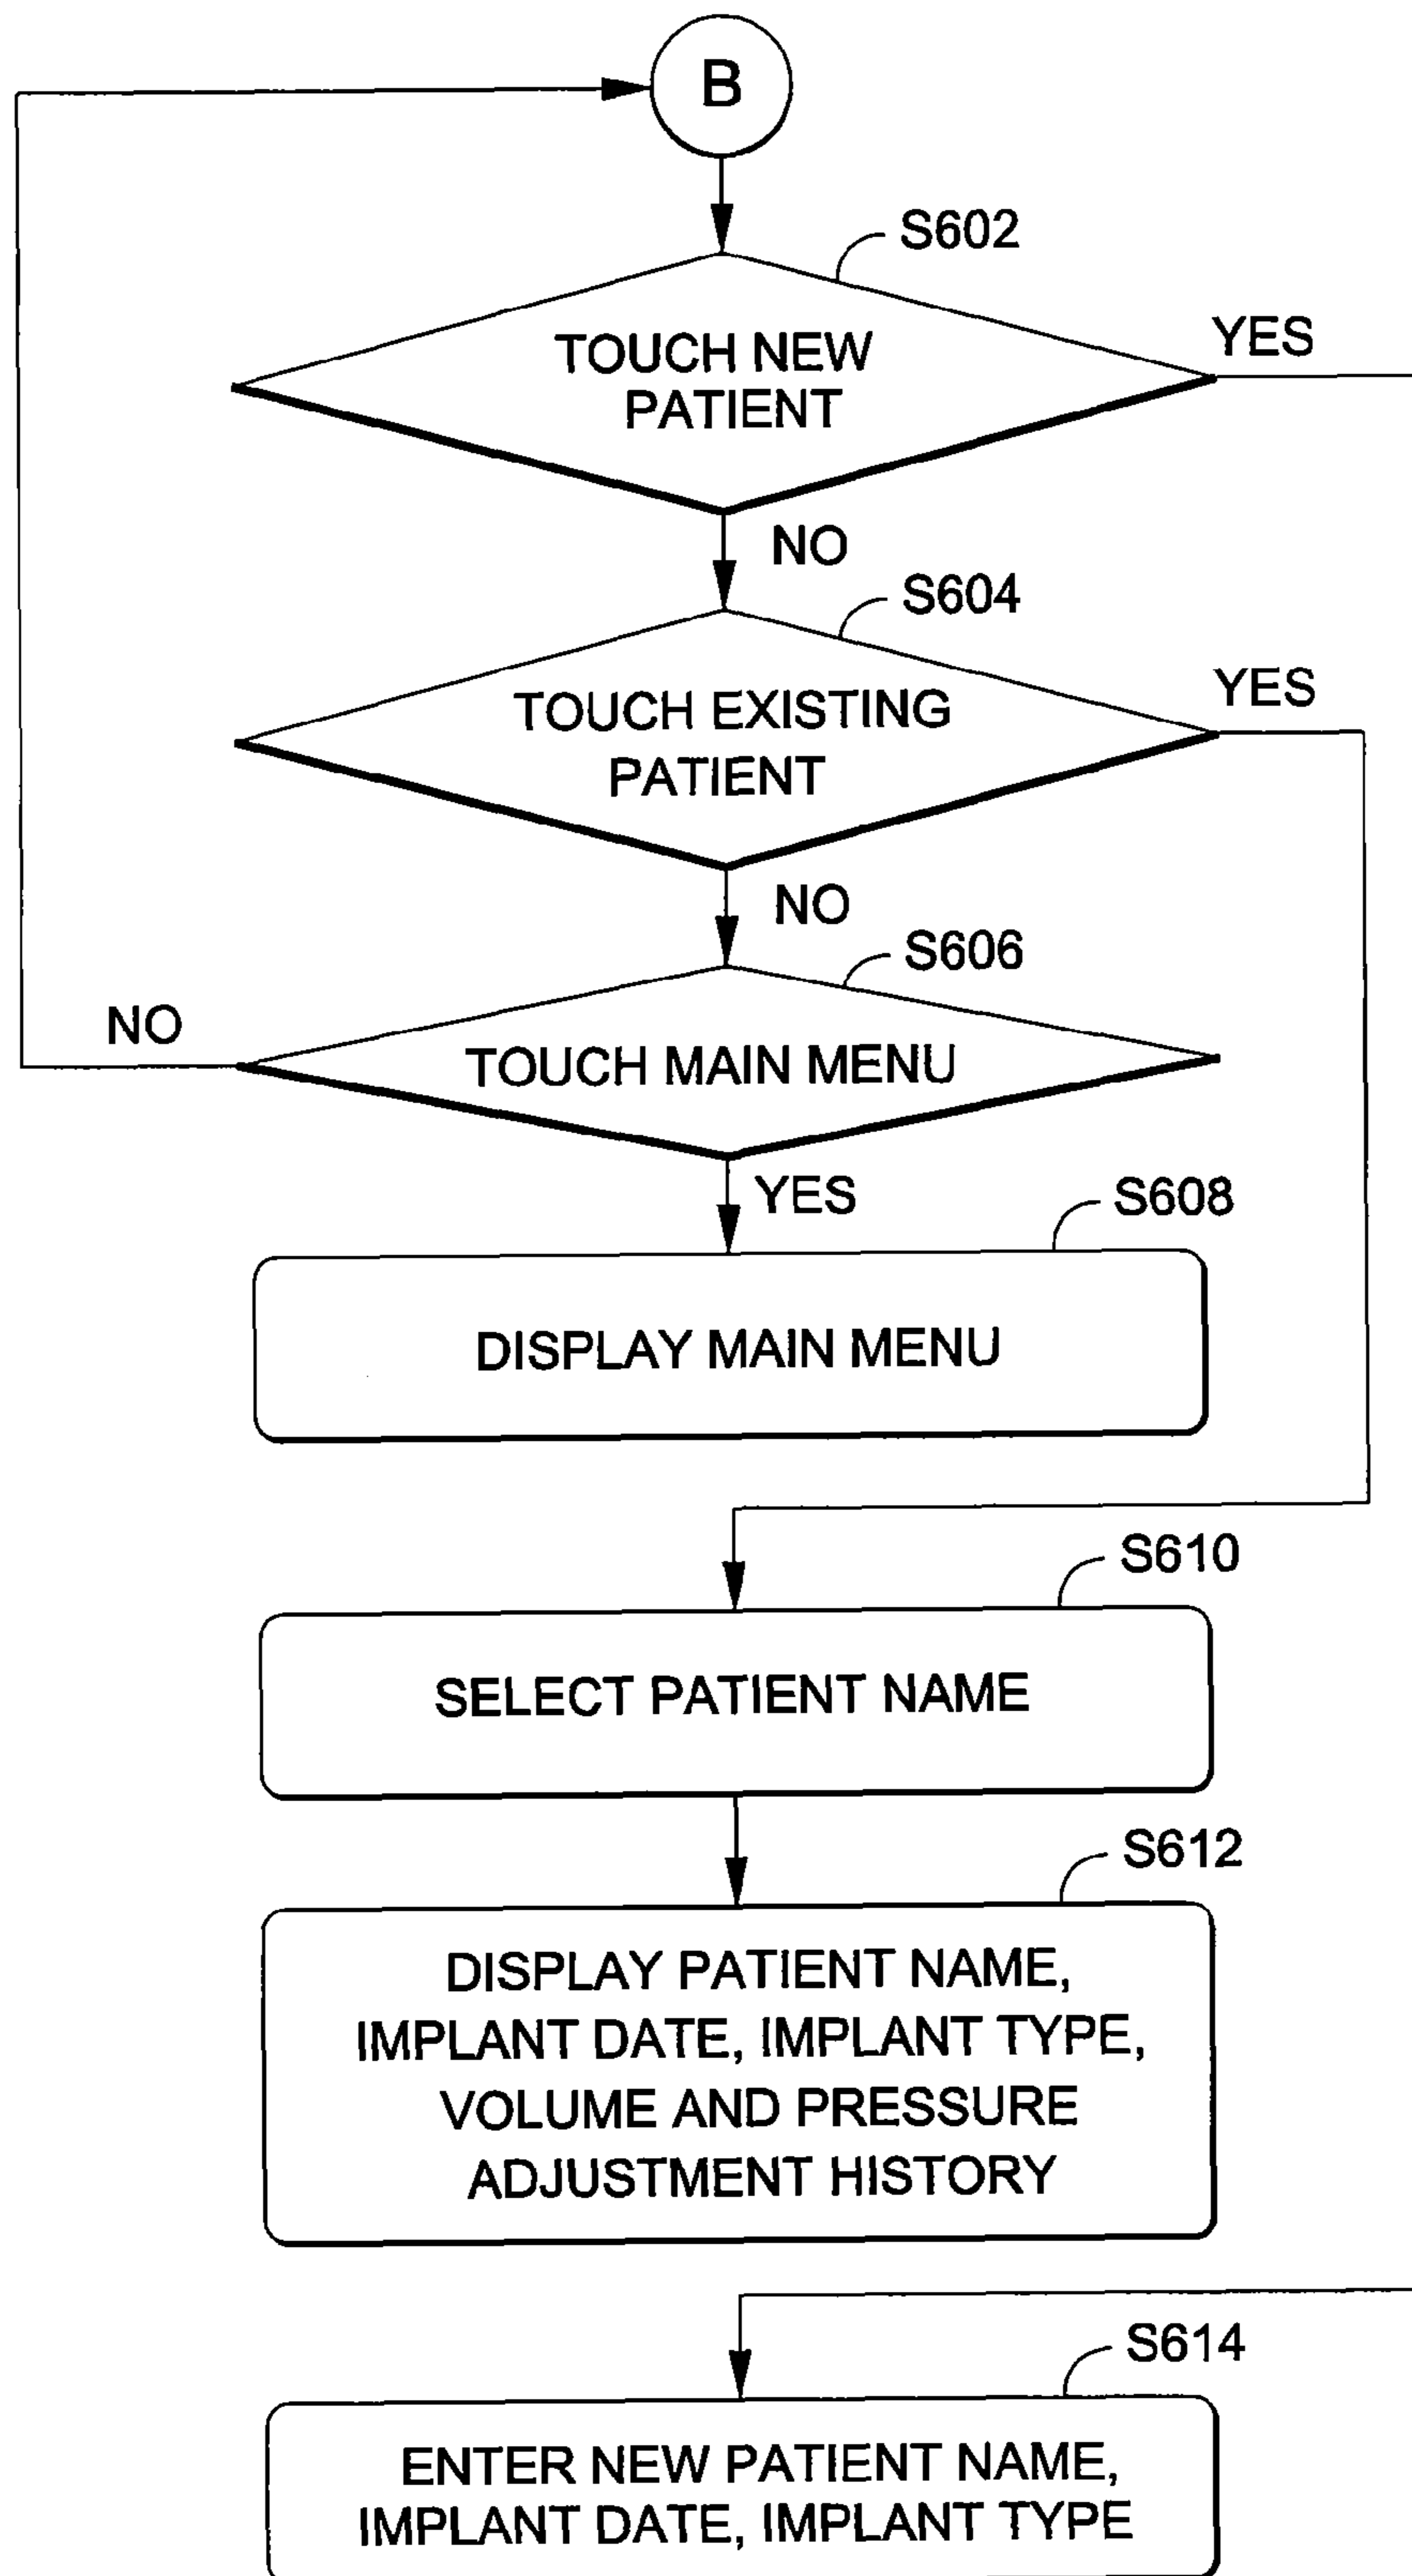 B
S602
TOUCH NEW
PATIENT
YES
NO
S604
TOUCH EXISTING
PATIENT
YES
NO
S606
TOUCH MAIN MENU
NO
YES
S608
DISPLAY MAIN MENU
S610
SELECT PATIENT NAME
S612
DISPLAY PATIENT NAME,
IMPLANT DATE, IMPLANT TYPE,
VOLUME AND PRESSURE
ADJUSTMENT HISTORY
S614
ENTER NEW PATIENT NAME,
IMPLANT DATE, IMPLANT TYPE